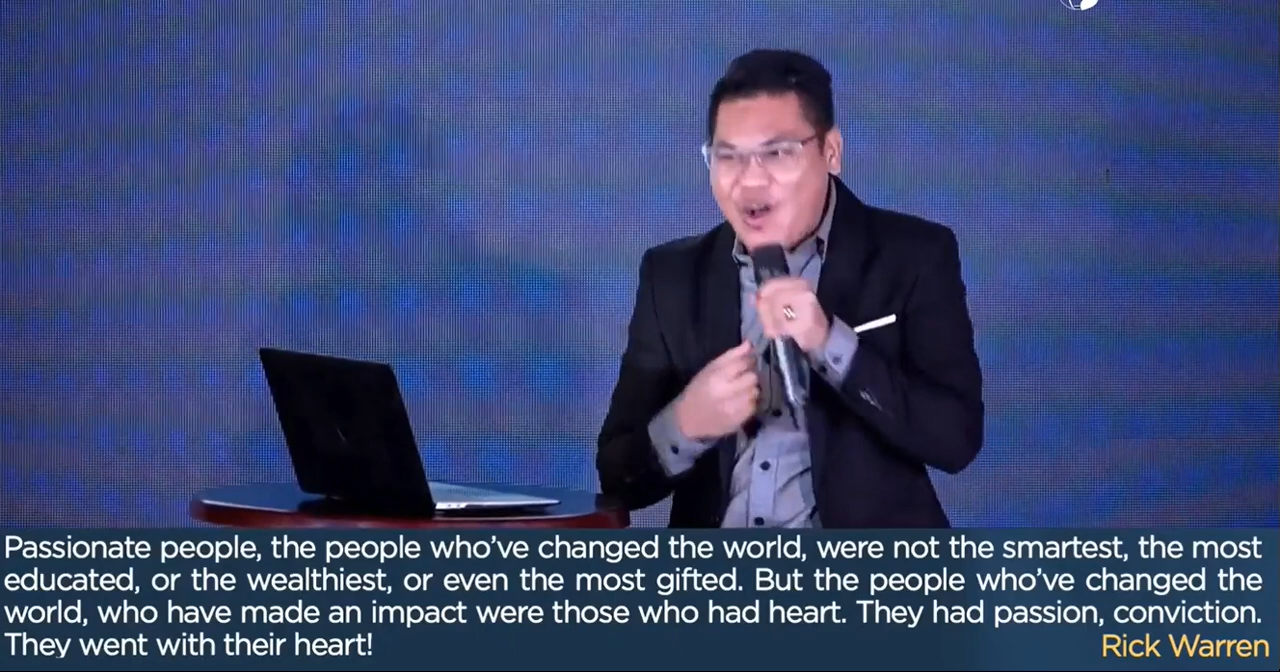 Passionate people, the people who've changed the world, were not the smartest, the most
educated, or the wealthiest, or even the most gifted. But the people who've changed the
world, who have made an impact were those who had heart. They had passion, conviction.
They went with their heart!
Rick Warren